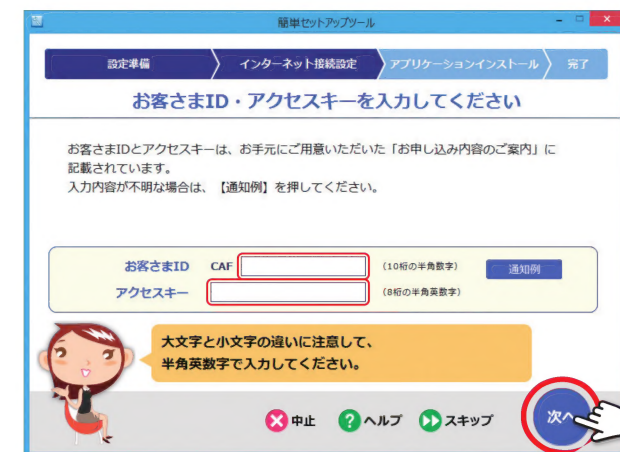 簡単セットアップツール
設定準備 インターネット接続設定 アプリケーションインストール 完了
お客さまID・アクセスキーを入力してください
お客さまIDとアクセスキーは、お手元にご用意いただいた「お申し込み内容のご案内」に
記載されています。
入力内容が不明な場合は、【通知例】を押してください。
お客さまID CAF (10桁の半角数字) 通知例
アクセスキー (8桁の半角英数字)
大文字と小文字の違いに注意して、
半角英数字で入力してください。
中止 ヘルプ スキップ 次へ